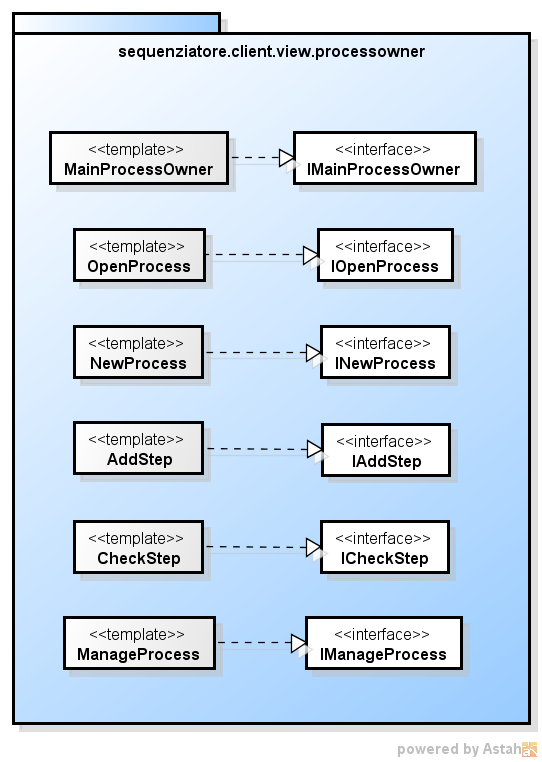 sequenziatore.client.view.processowner
<<template>>
MainProcessOwner
<<interface>>
IMainProcessOwner
<<template>>
OpenProcess
<<interface>>
IOpenProcess
<<template>>
NewProcess
<<interface>>
INewProcess
<<template>>
AddStep
<<interface>>
IAddStep
<<template>>
CheckStep
<<interface>>
ICheckStep
<<template>>
ManageProcess
<<interface>>
IManageProcess
powered by Astah